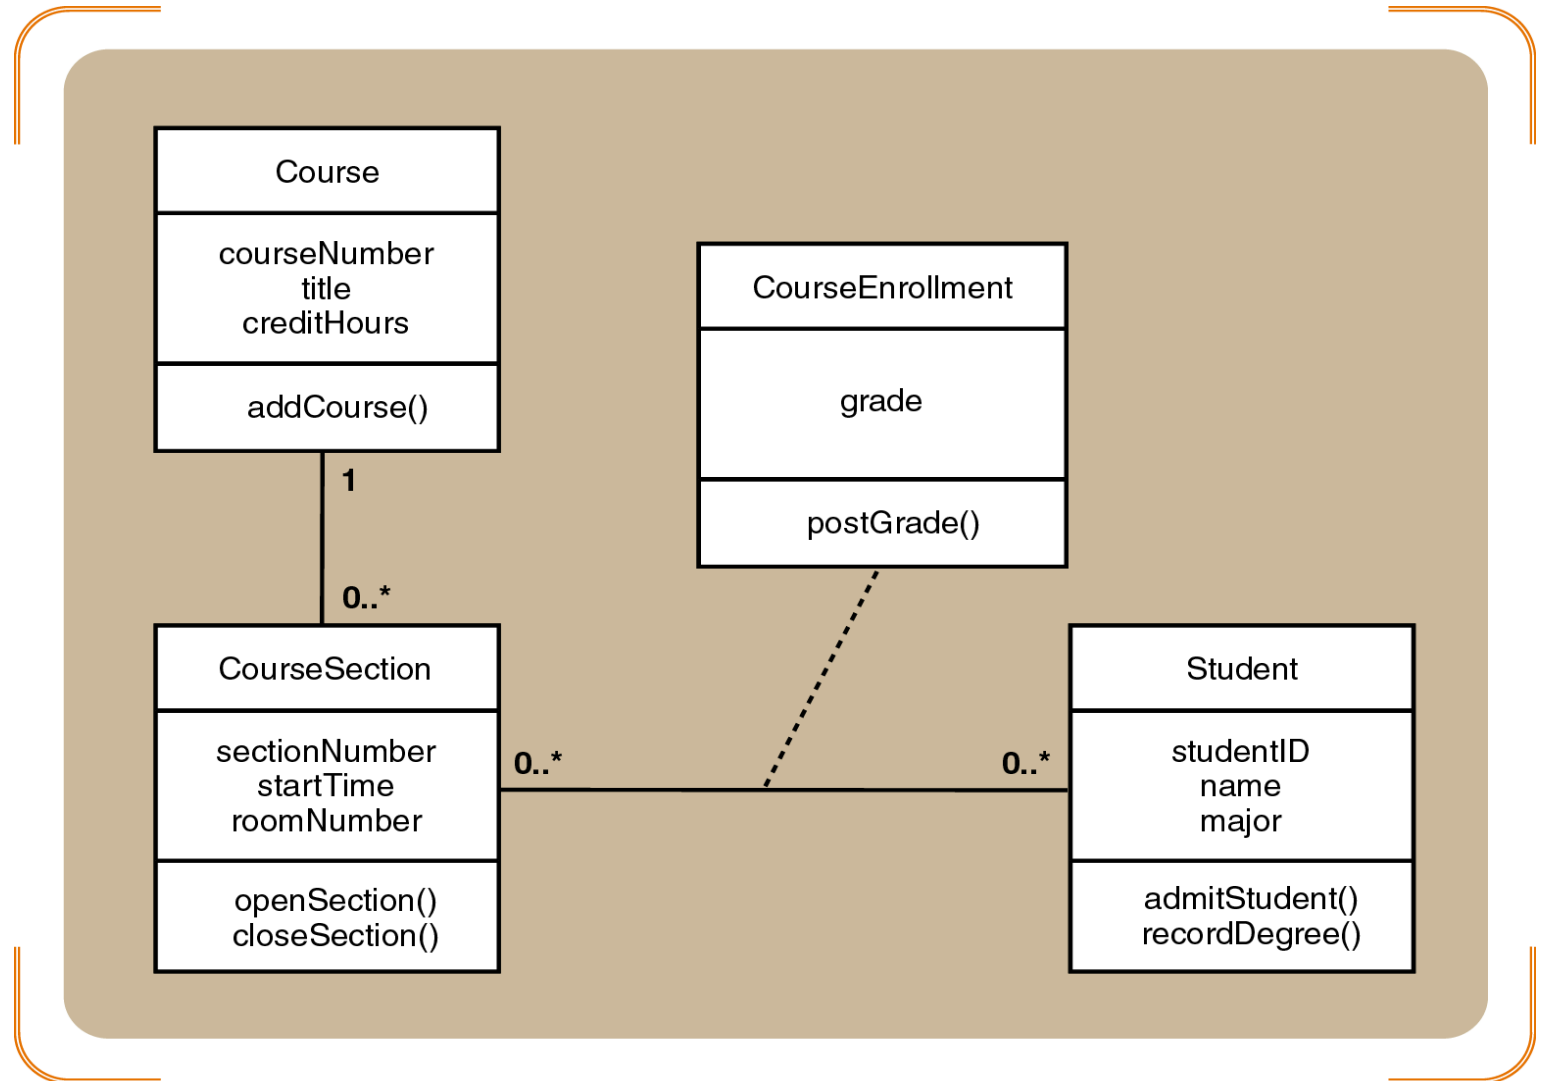 Course
courseNumber
title
creditHours
addCourse()
1
0..*
CourseEnrollment
grade
postGrade()
CourseSection
sectionNumber
startTime
roomNumber
openSection()
closeSection()
0..*
0..*
Student
studentID
name
major
admitStudent()
recordDegree()